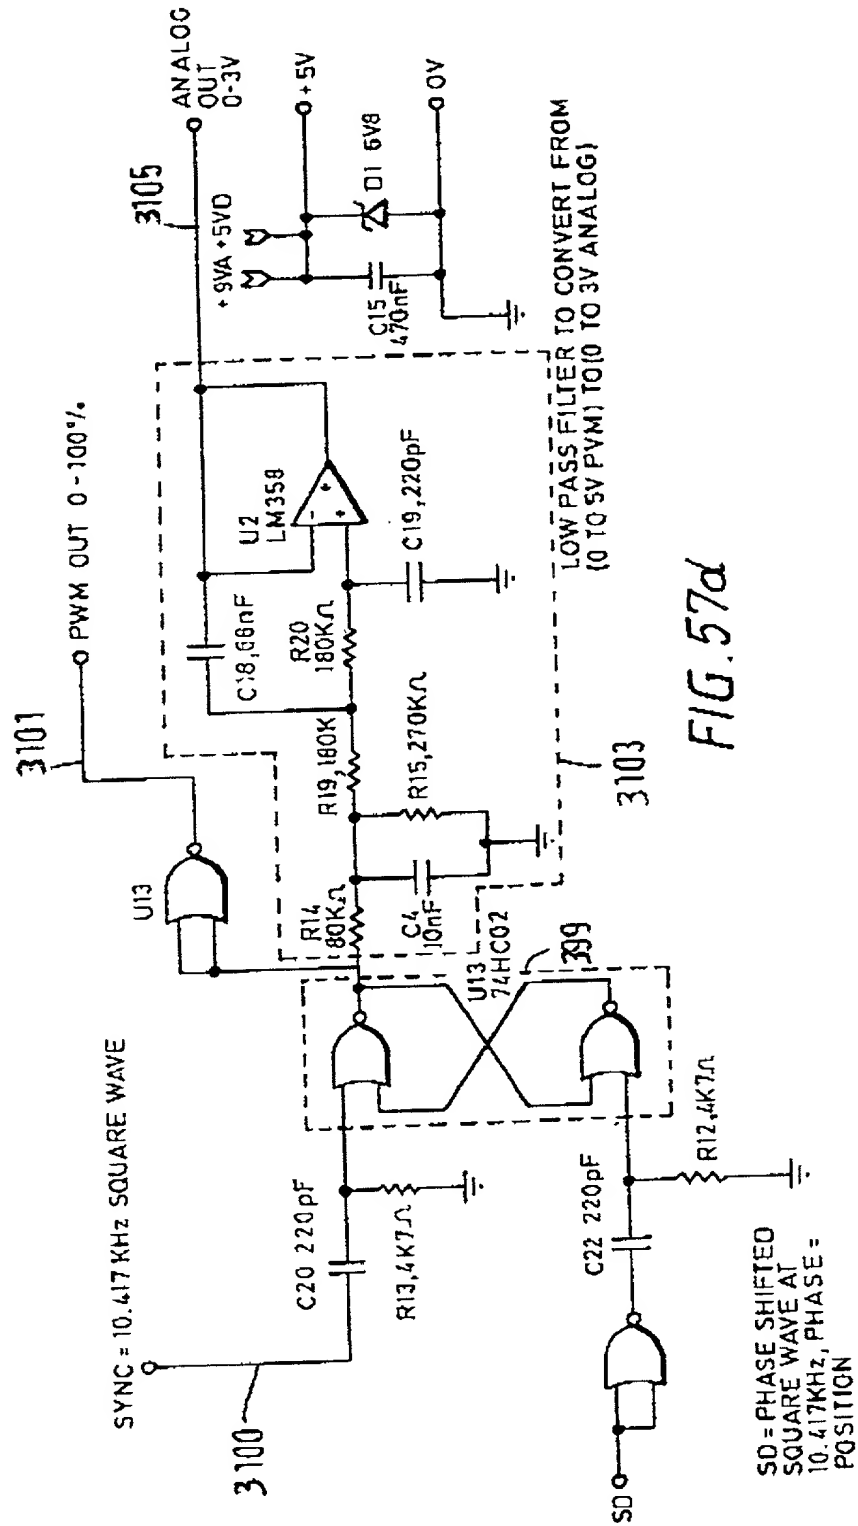 SYNC = 10.417 KHz SQUARE WAVE
3100
C20 220pF
R13,4K7Ω
SD
SD = PHASE SHIFTED
SQUARE WAVE AT
10.417KHz, PHASE =
POSITION
C22 220pF
R12,4K7Ω
U13
74HC02
399
U13
3101
PWM OUT 0-100%
R14
80KΩ
C4
10nF
R19,180K
R15,270KΩ
C18,68nF
R20
180KΩ
U2
LM358
-
+
+
C19,220pF
3103
LOW PASS FILTER TO CONVERT FROM
(0 TO 5V PVM) TO (0 TO 3V ANALOG)
3105
ANALOG
OUT
0-3V
+9VA +5VD
+5V
C15
470nF
D1 6V8
0V
FIG. 57d